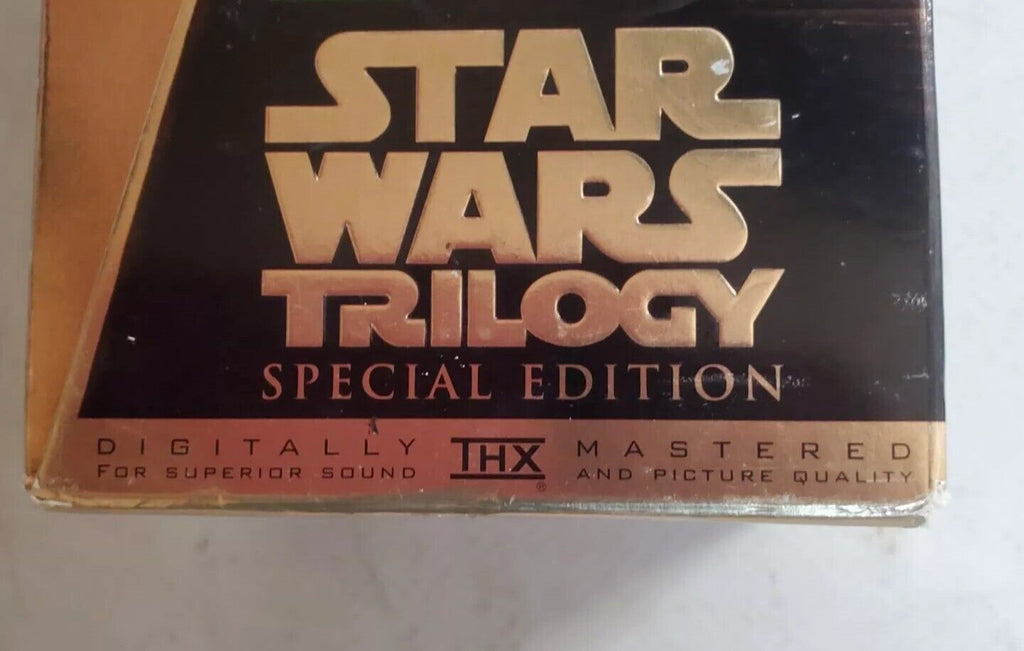 STAR
WARS
TRILOGY
SPECIAL EDITION
DIGITALLY THX MASTERED
FOR SUPERIOR SOUND ® AND PICTURE QUALITY